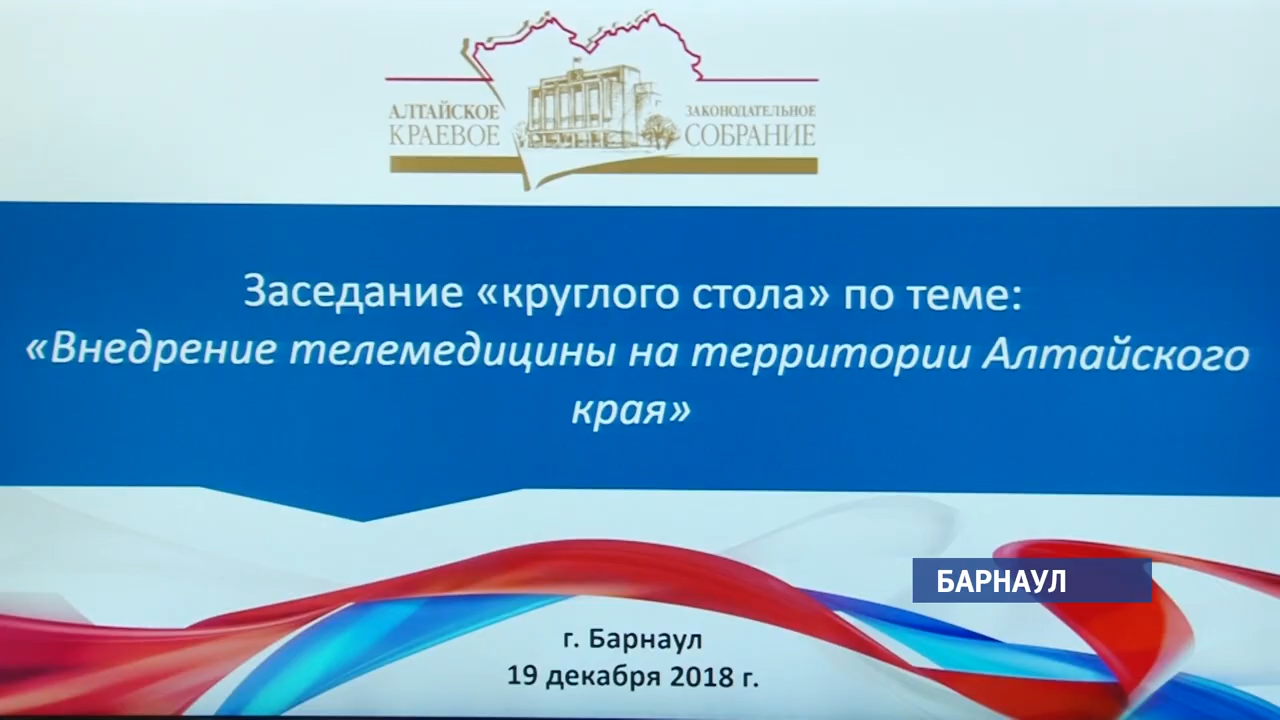 АЛТАЙСКОЕ
КРАЕВОЕ
ЗАКОНОДАТЕЛЬНОЕ
СОБРАНИЕ
Заседание «круглого стола» по теме:
«Внедрение телемедицины на территории Алтайского
края»
БАРНАУЛ
г. Барнаул
19 декабря 2018 г.